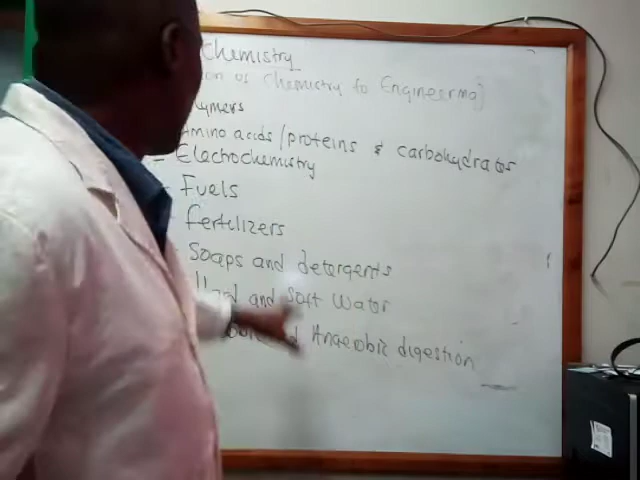 Chemistry
of Chemistry to Engineering]
Amino acids/proteins & carbohydrates
- Electrochemistry
- Fuels
- Fertilizers
Soaps and detergents
and Soft Water
Anaerobic digestion